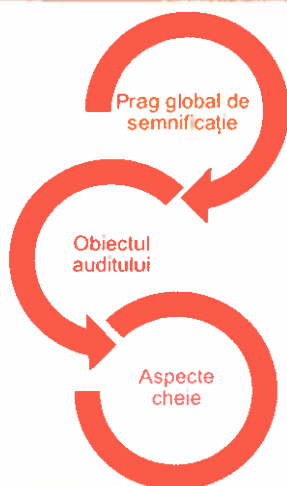 Prag global de
semnificație
Obiectul
auditului
Aspecte
cheie